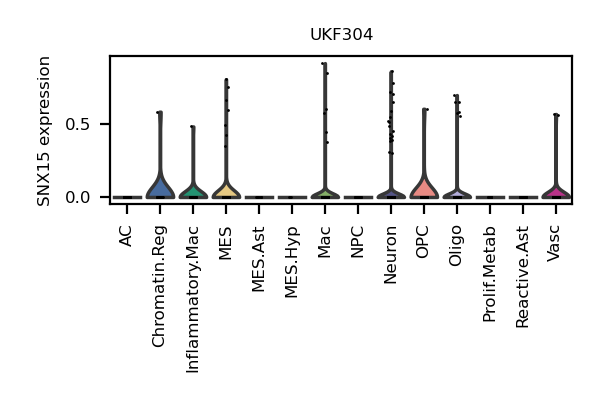 UKF304
SNX15 expression
0.5
0.0
AC
Chromatin.Reg
Inflammatory.Mac
MES
MES.Ast
MES.Hyp
Mac
NPC
Neuron
OPC
Oligo
Prolif.Metab
Reactive.Ast
Vasc